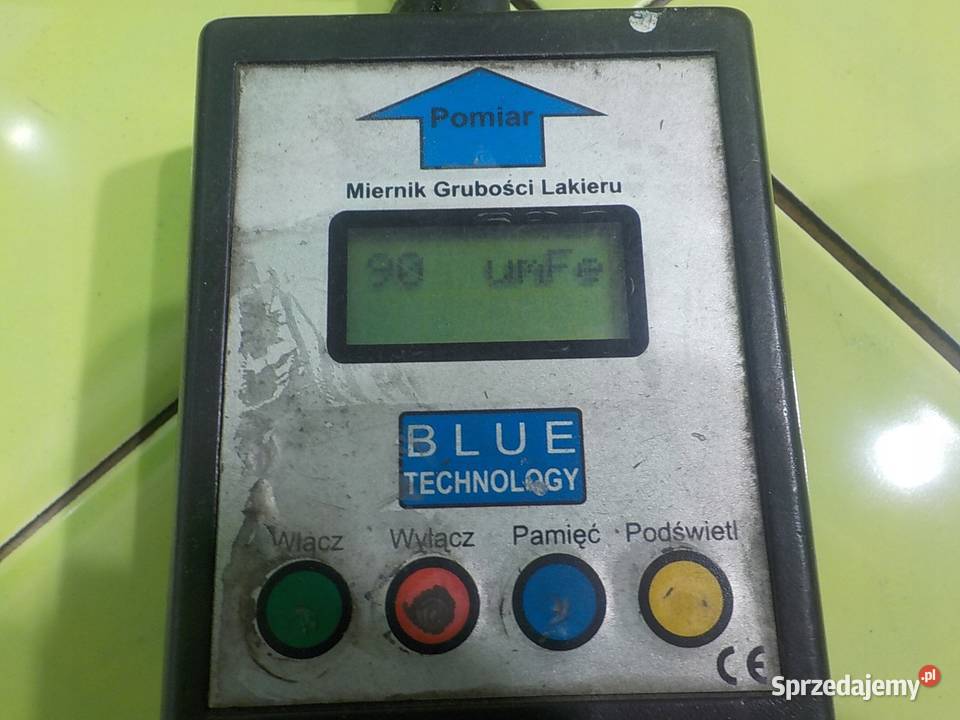 Pomiar
Miernik Grubości Lakieru
90 umFe
BLUE
TECHNOLOGY
Włącz Wyłącz Pamięć Podświetl
CE
Sprzedajemy.pl